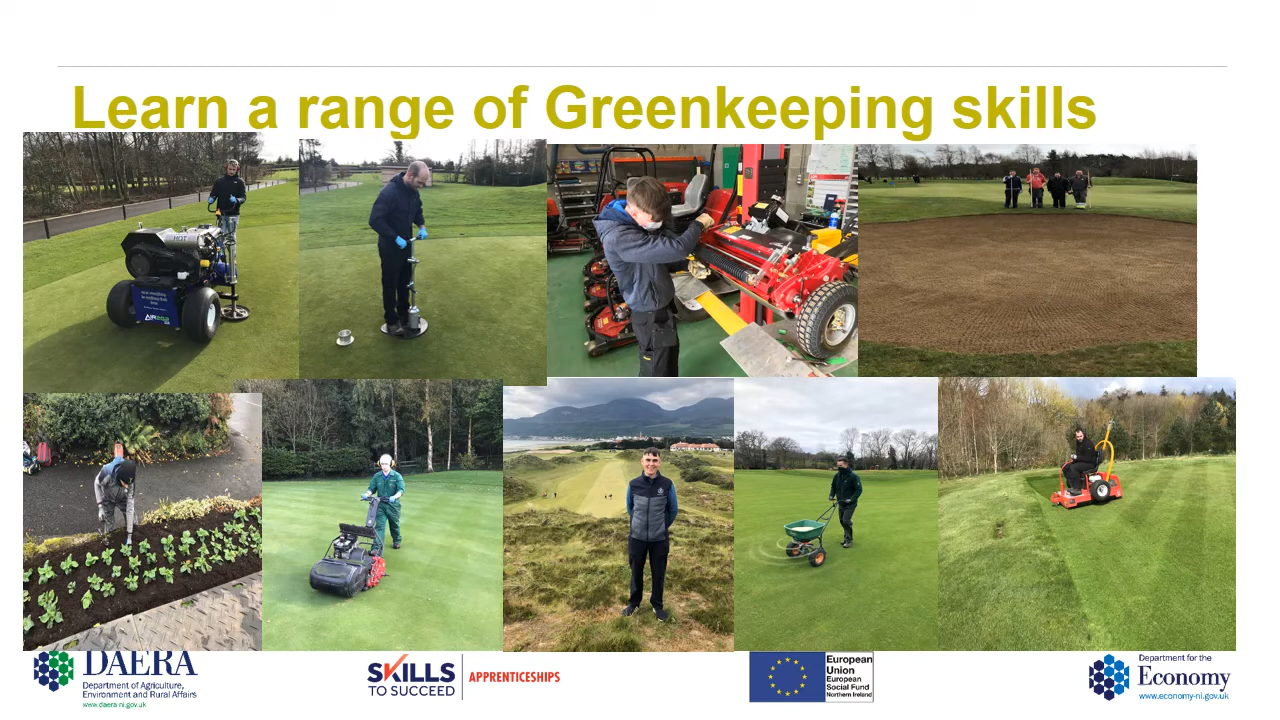 Learn a range of Greenkeeping skills
HOT
AIR2G2
DAERA
Department of Agriculture,
Environment and Rural Affairs
www.daera-ni.gov.uk
SKILLS
TO SUCCEED
APPRENTICESHIPS
European
Union
European
Social Fund
Northern Ireland
Department for the
Economy
www.economy-ni.gov.uk